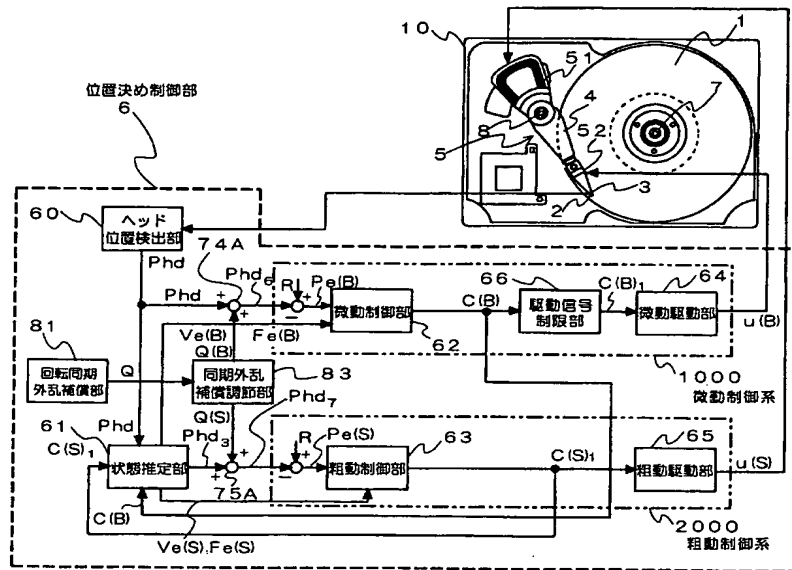 10
1
位置決め制御部
6
51
4
7
8
52
5
3
2
60
ヘッド
位置検出部
74A
Phd
Phd
Phd6
R
Pe(B)
微動制御部
62
C(B)
66
駆動信号
制限部
C(B)1
64
微動駆動部
u(B)
Ve(B)
Q(B)
Fe(B)
1000
微動制御系
81
回転同期
外乱補償部
Q
同期外乱
補償調節部
83
Q(S)
Phd7
Phd
61
C(S)1
状態推定部
Phd3
75A
R
Pe(S)
63
粗動制御部
C(S)1
65
粗動駆動部
u(S)
C(B)
Ve(S),Fe(S)
2000
粗動制御系